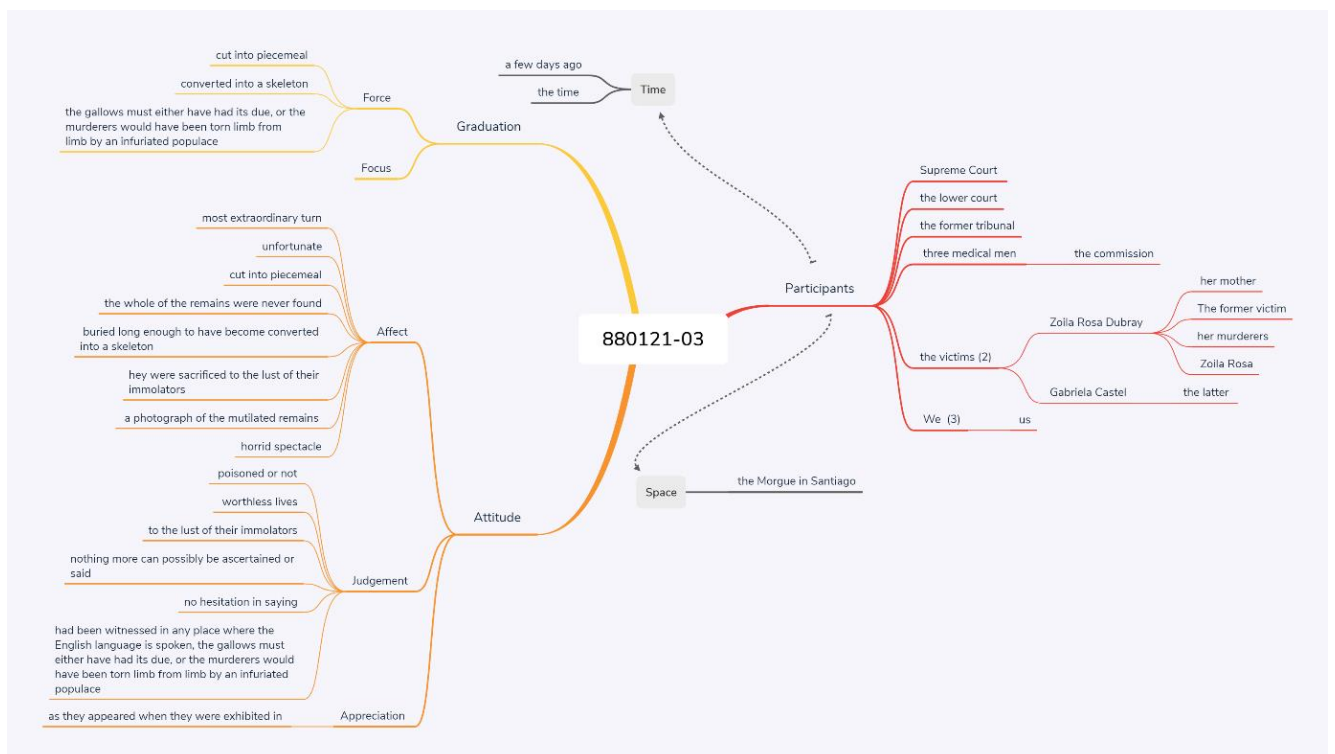 cut into piecemeal
converted into a skeleton
the gallows must either have had its due, or the
murderers would have been torn limb from
limb by an infuriated populace
Force
Focus
Graduation
most extraordinary turn
unfortunate
cut into piecemeal
the whole of the remains were never found
buried long enough to have become converted
into a skeleton
hey were sacrificed to the lust of their
immolators
a photograph of the mutilated remains
horrid spectacle
Affect
poisoned or not
worthless lives
to the lust of their immolators
nothing more can possibly be ascertained or
said
no hesitation in saying
had been witnessed in any place where the
English language is spoken, the gallows must
either have had its due, or the murderers would
have been torn limb from limb by an infuriated
populace
Judgement
as they appeared when they were exhibited in
Appreciation
Attitude
880121-03
a few days ago
the time
Time
Participants
Supreme Court
the lower court
the former tribunal
three medical men
the commission
the victims (2)
Zoila Rosa Dubray
her mother
The former victim
her murderers
Zoila Rosa
Gabriela Castel
the latter
We (3)
us
Space
the Morgue in Santiago